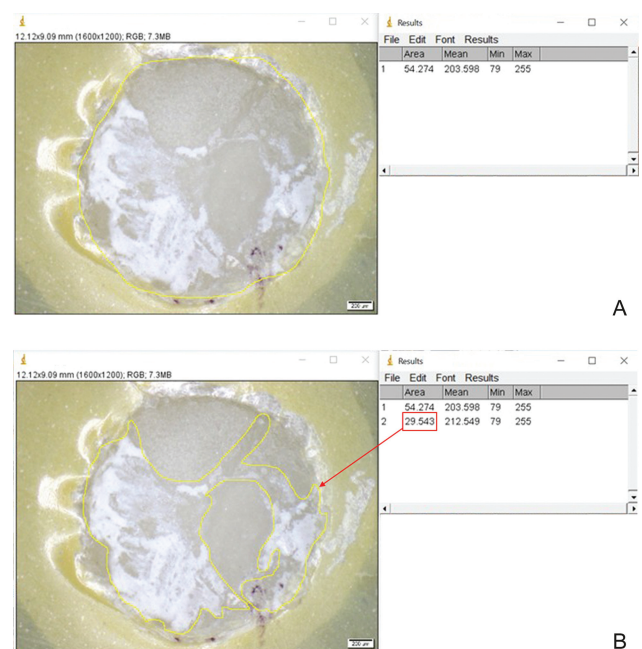 Results
12.12x9.09 mm (1600x1200); RGB; 7.3MB
File Edit Font Results
Area Mean Min Max
1 54.274 203.598 79 255
200 µm
A
Results
12.12x9.09 mm (1600x1200); RGB; 7.3MB
File Edit Font Results
Area Mean Min Max
1 54.274 203.598 79 255
2 29.543 212.549 79 255
200 µm
B